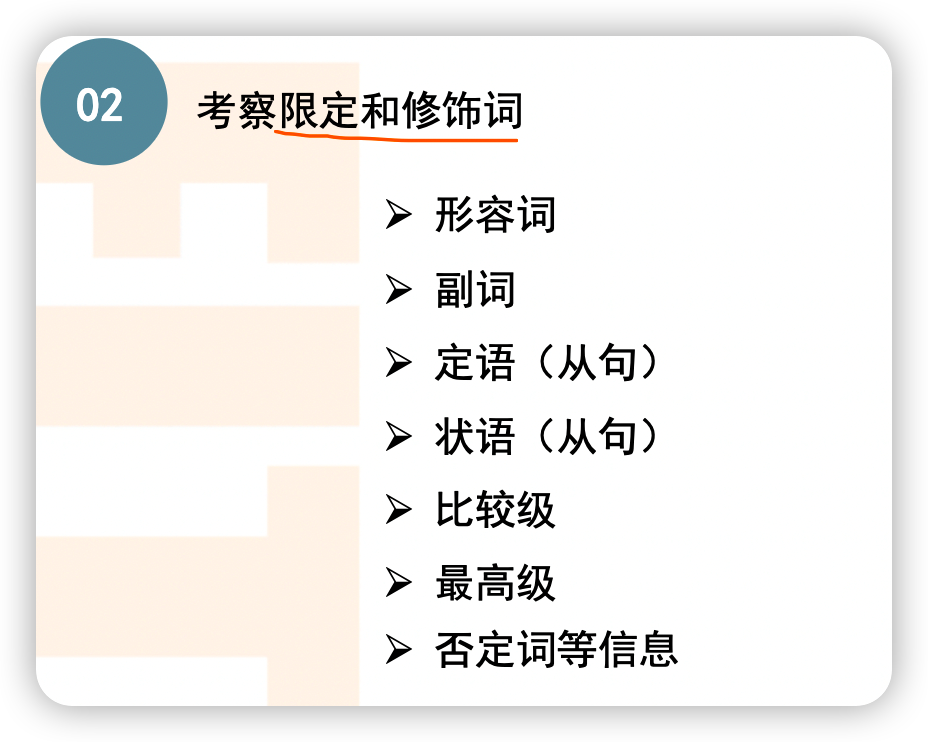 02
考察限定和修饰词
形容词
副词
定语（从句）
状语（从句）
比较级
最高级
否定词等信息